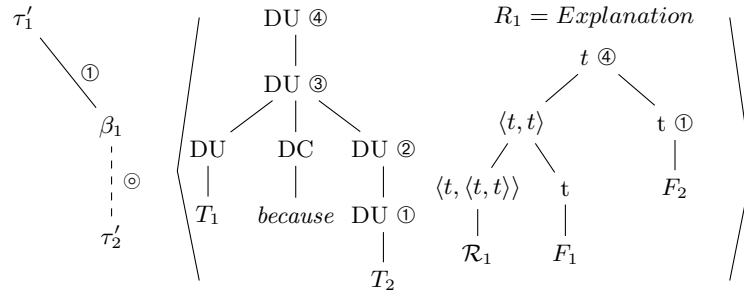 τ′₁ DU ④ R₁ = Explanation
① DU ③ t ④
β₁ ⟨t, t⟩ t ①
DU DC DU ②
◎ ⟨t, ⟨t, t⟩⟩ t F₂
T₁ because DU ①
τ′₂ ℛ₁ F₁
T₂